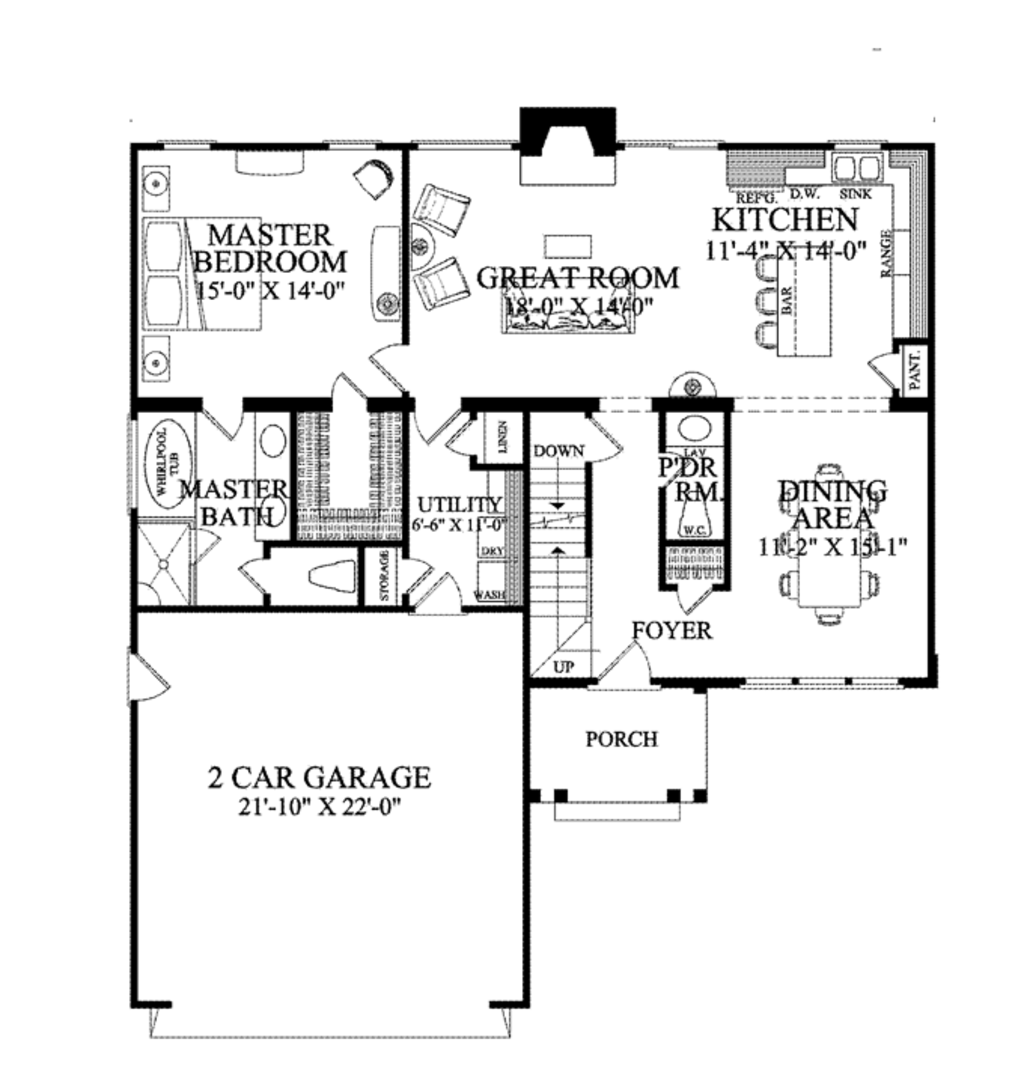 REF'G.
D.W.
SINK
KITCHEN
11'-4" X 14'-0"
RANGE
BAR
PANT.
MASTER
BEDROOM
15'-0" X 14'-0"
GREAT ROOM
18'-0" X 14'-0"
WHIRLPOOL
TUB
MASTER
BATH
LINEN
UTILITY
6'-6" X 11'-0"
DRY
WASH
STORAGE
DOWN
UP
LAV
P'DR
RM.
W.C.
DINING
AREA
11'-2" X 15'-1"
FOYER
PORCH
2 CAR GARAGE
21'-10" X 22'-0"